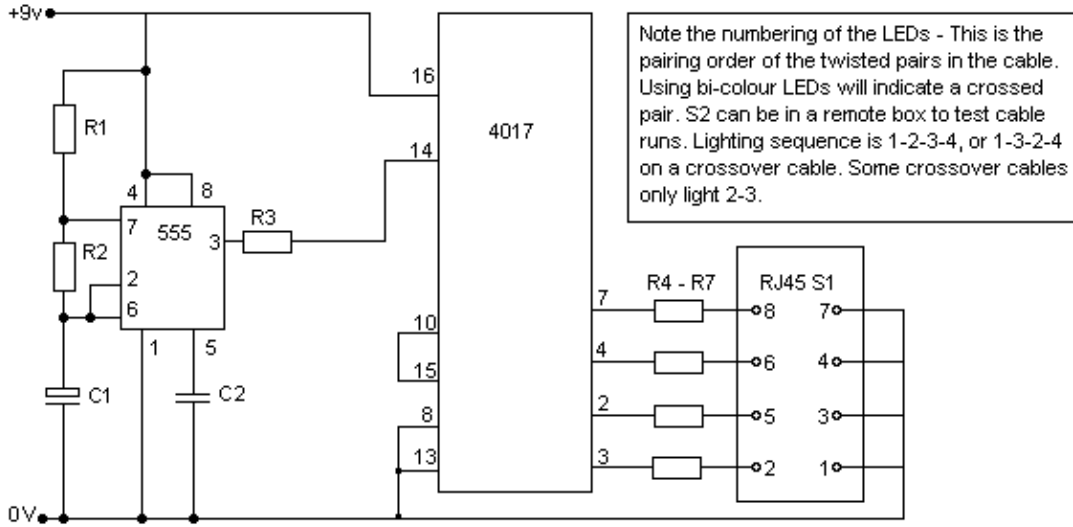 +9v
Note the numbering of the LEDs - This is the
pairing order of the twisted pairs in the cable.
Using bi-colour LEDs will indicate a crossed
pair. S2 can be in a remote box to test cable
runs. Lighting sequence is 1-2-3-4, or 1-3-2-4
on a crossover cable. Some crossover cables
only light 2-3.
16
4017
14
R1
4 8
7 555 3 R3
R2
2
6
1 5
C1 C2
10
15
8
13
R4 - R7 RJ45 S1
7 8 7
4 6 4
2 5 3
3 2 1
0V